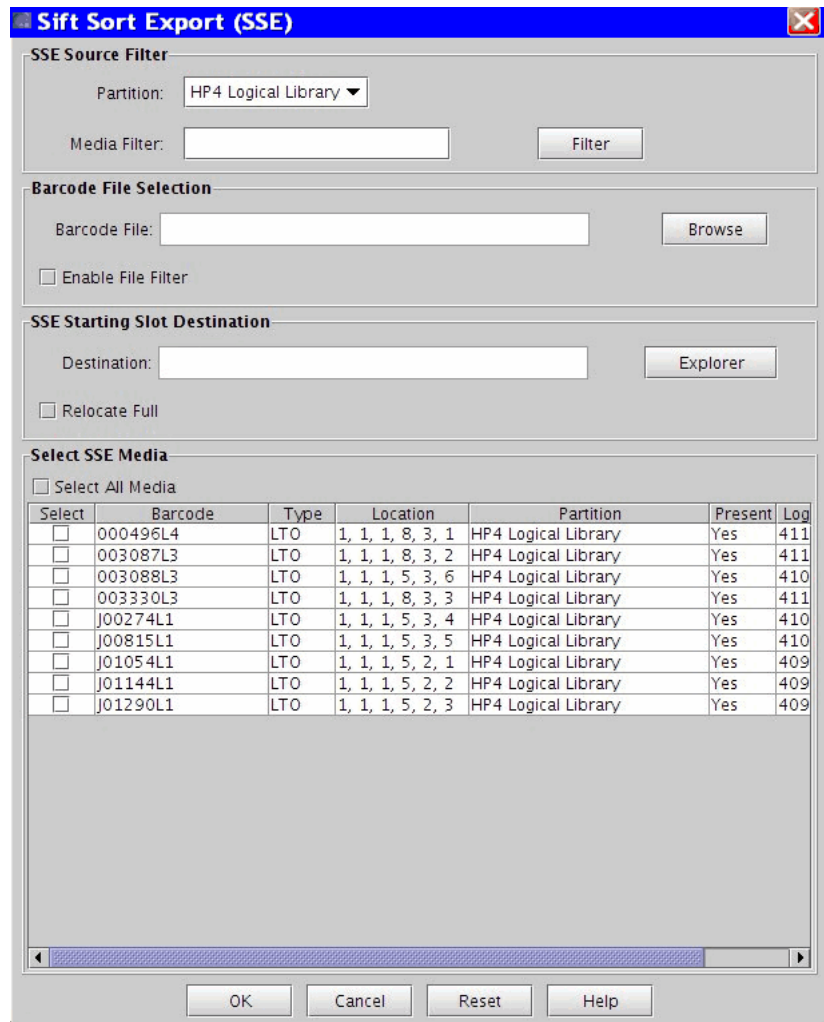 Sift Sort Export (SSE)
SSE Source Filter
Partition: HP4 Logical Library
Media Filter: Filter
Barcode File Selection
Barcode File: Browse
Enable File Filter
SSE Starting Slot Destination
Destination: Explorer
Relocate Full
Select SSE Media
Select All Media
Select Barcode Type Location Partition Present Log
000496L4 LTO 1, 1, 1, 8, 3, 1 HP4 Logical Library Yes 411
003087L3 LTO 1, 1, 1, 8, 3, 2 HP4 Logical Library Yes 411
003088L3 LTO 1, 1, 1, 5, 3, 6 HP4 Logical Library Yes 410
003330L3 LTO 1, 1, 1, 8, 3, 3 HP4 Logical Library Yes 411
J00274L1 LTO 1, 1, 1, 5, 3, 4 HP4 Logical Library Yes 410
J00815L1 LTO 1, 1, 1, 5, 3, 5 HP4 Logical Library Yes 410
J01054L1 LTO 1, 1, 1, 5, 2, 1 HP4 Logical Library Yes 409
J01144L1 LTO 1, 1, 1, 5, 2, 2 HP4 Logical Library Yes 409
J01290L1 LTO 1, 1, 1, 5, 2, 3 HP4 Logical Library Yes 409
OK Cancel Reset Help